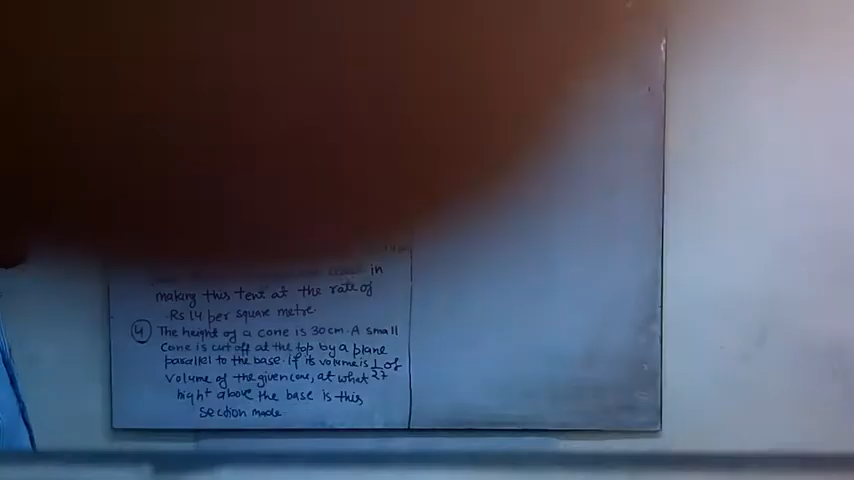 in
making this tent at the rate of
Rs 14 per square metre.
4 The height of a cone is 30cm. A small
cone is cut off at the top by a plane
parallel to the base. If its volume is 1/27 of
volume of the given cone, at what
hight above the base is this
section made